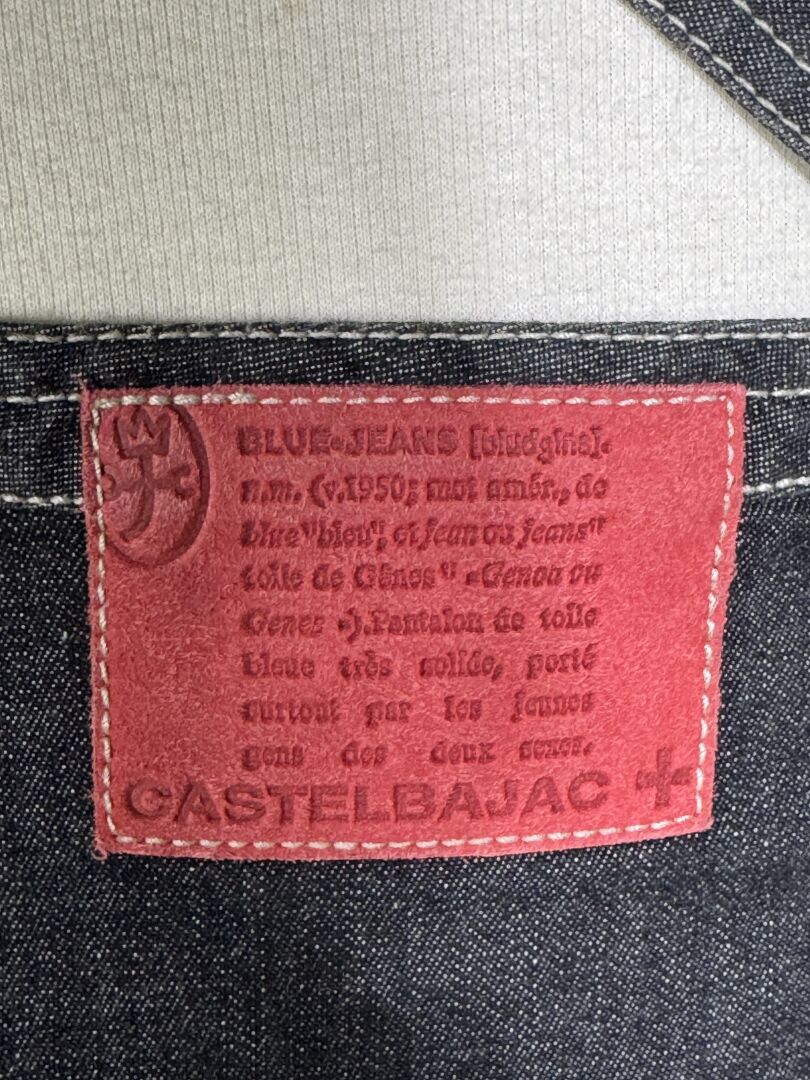 BLUE-JEANS [bludʒins].
n.m. (v.1950; mot amér., de
blue "bleu", et jean ou jeans"
toile de Gênes" «Genoa ou
Genes »). Pantalon de toile
bleue très solide, porté
surtout par les jeunes
gens des deux sexes.
CASTELBAJAC +